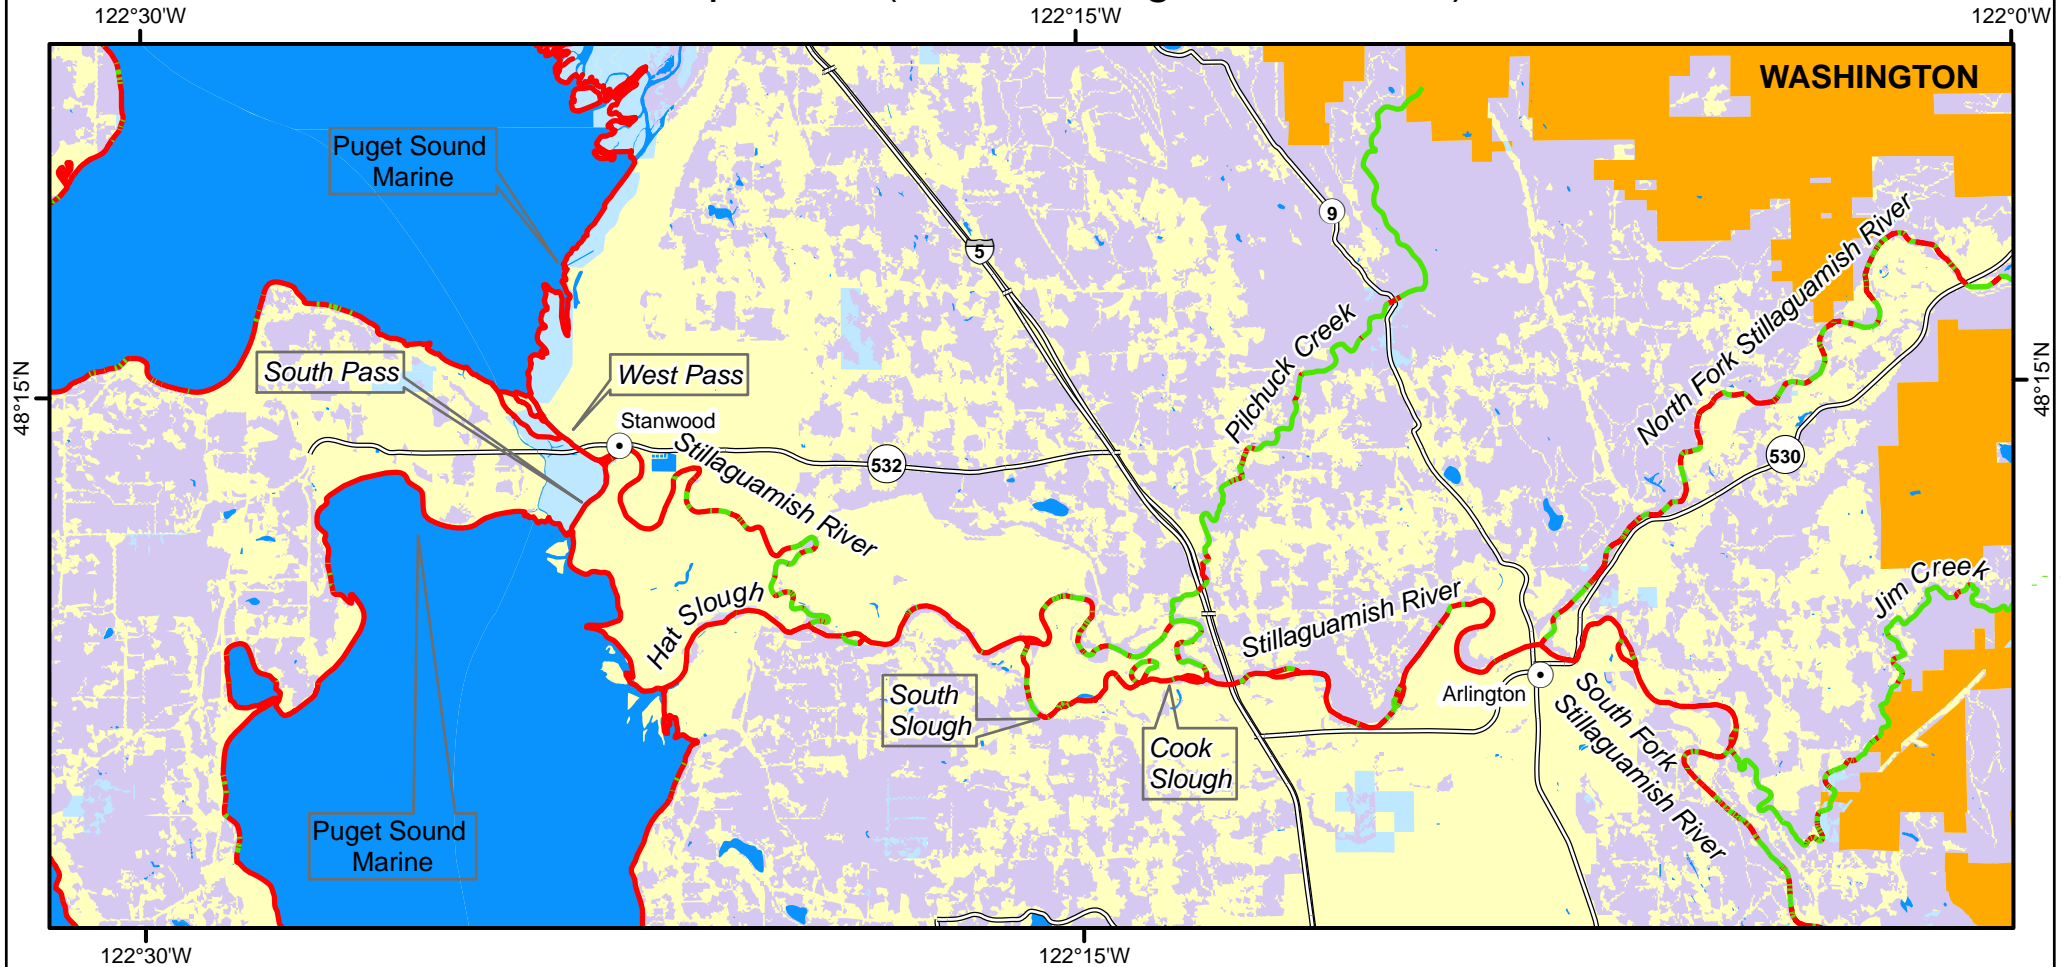 122°30'W
122°15'W
122°0'W
WASHINGTON
Puget Sound
Marine
9
5
North Fork Stillaguamish River
Pilchuck Creek
48°15'N
48°15'N
South Pass
West Pass
Stanwood
Stillaguamish River
532
530
Jim Creek
Hat Slough
Stillaguamish River
South
Slough
Arlington
South Fork
Stillaguamish River
Cook
Slough
Puget Sound
Marine
122°30'W
122°15'W